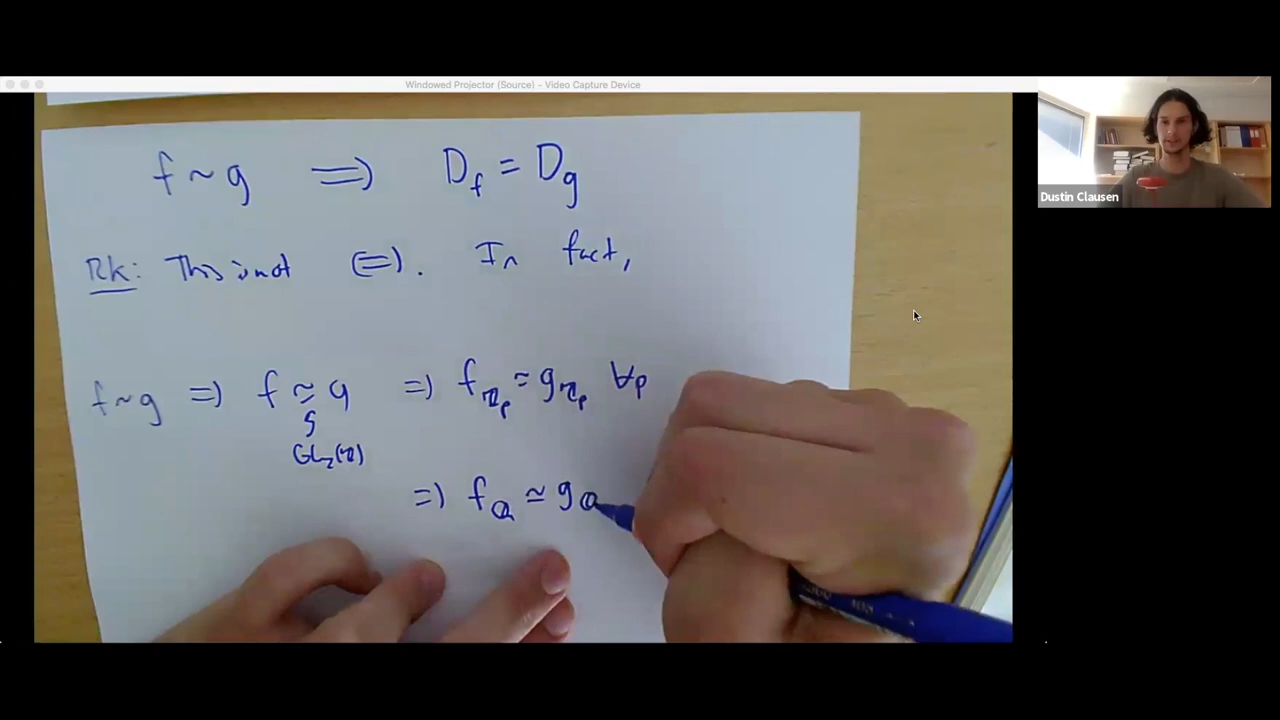 Windowed Projector (Source) - Video Capture Device
Dustin Clausen
f ~ g ⟹ D_f = D_g
Rk: This is not (⟸). In fact,
f ~ g ⟹ f ≃ g ⟹ f_{ℤ_p} ≃ g_{ℤ_p} ∀p
GL_2(ℤ)
⟹ f_ℚ ≃ g_ℚ